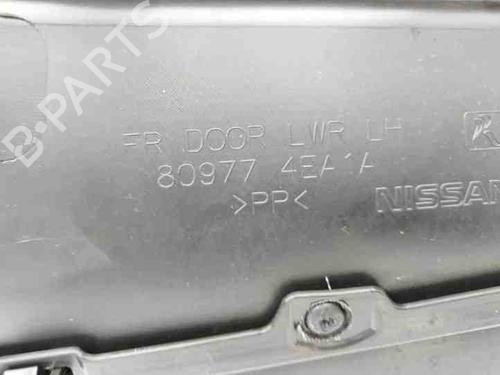 FR DOOR LWR LH
80977 4EA1A
>PP<
NISSAN
B-PARTS